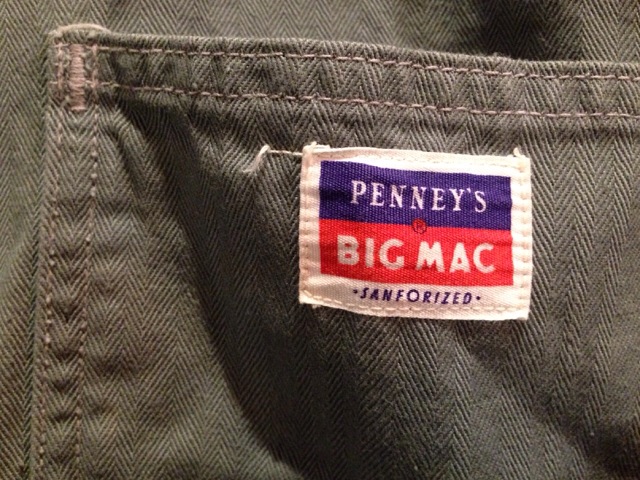 PENNEY'S
®
BIG MAC
•SANFORIZED•